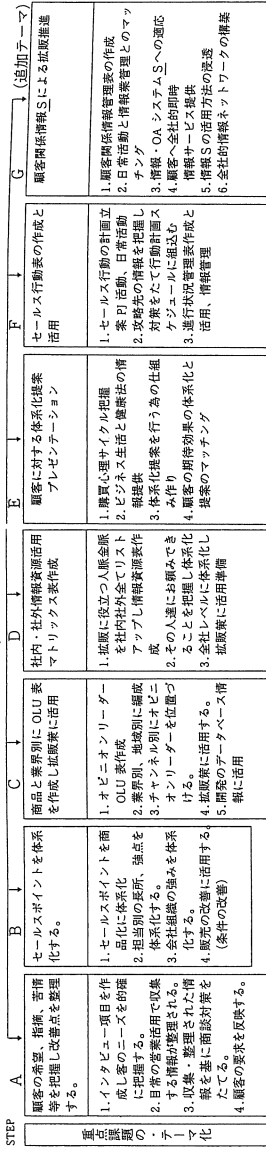 STEP
重点課題の・テーマ化
A
顧客の希望、指摘、苦情
等を把握し改善点を整理
する。
1.インタビュー項目を作
成し客のニーズを的確
に把握する。
2.日常の営業活用で収集
する情報が整理される。
3.収集・整理された情
報を基に商談対策を
たてる。
4.顧客の要求を反映する。
B
セールスポイントを体系
化する。
1.セールスポイントを商
品化に体系化
2.担当別の長所、強点を
体系化する。
3.会社組織の強みを体系
化する。
4.販売の改善に活用する。
(条件の改善)
C
商品と業界別に OLU 表
を作成し拡販策に活用
1.オピニオンリーダー
OLU 表作成
2.業界別、地域別に編成
3.チャンネル別にオピニ
オンリーダーを位置づ
ける。
4.拡販策に活用する。
5.開発のデータベース情
報に活用
D
社内・社外情報資源活用
マトリックス表作成
1.拡販に役立つ人脈金脈
を社内社外全てリスト
アップし情報資源表作
成
2.その人達にお頼みでき
ることを把握し体系化
3.全社レベルに体系化し
拡販策に活用準備
E
顧客に対する体系化提案
プレゼンテーション
1.購買心理サイクル把握
2.ビジネス生活と健康法の情
報提供
3.体系化提案を行う為の仕組
み作り
4.顧客の期待効果の体系化と
提案のマッチング
F
セールス行動表の作成と
活用
1.セールス行動の計画立
案 PJ 活動、日常活動
2.攻略先の情報を把握し
対策をたて行動計画ス
ケジュールに組込む
3.進行状況管理表作成と
活用、情報管理
(追加テーマ)
G
顧客関係情報Sによる拡販推進
1.顧客関係情報管理表の作成
2.日常活動と情報業管理とのマッ
チング
3.情報・OA システムSへの適応
4.顧客へ全社的即時
情報サービス提供
5.情報Sの活用方法の浸透
6.全社的情報ネットワークの構築